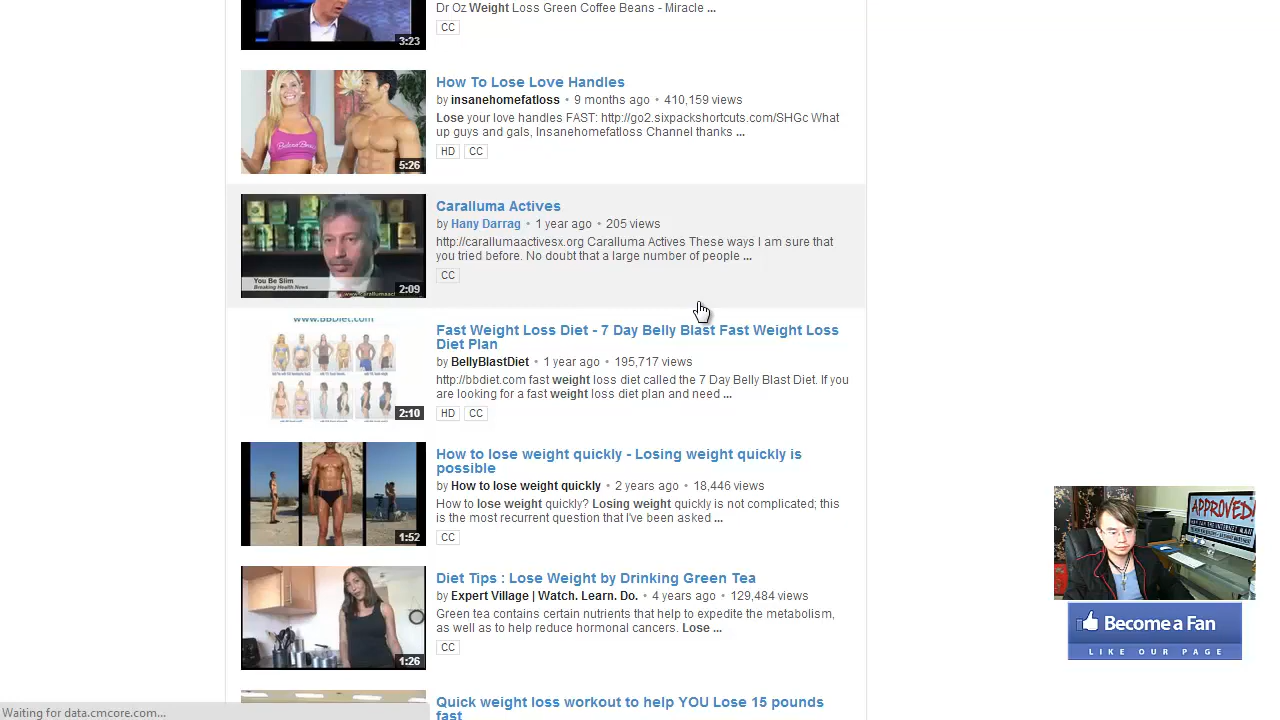 Dr Oz Weight Loss Green Coffee Beans - Miracle ...
CC
3:23
How To Lose Love Handles
by insanehomefatloss • 9 months ago • 410,159 views
Lose your love handles FAST: http://go2.sixpackshortcuts.com/SHGc What
up guys and gals, Insanehomefatloss Channel thanks ...
HD CC
5:26
Caralluma Actives
by Hany Darrag • 1 year ago • 205 views
http://carallumaactivesx.org Caralluma Actives These ways I am sure that
you tried before. No doubt that a large number of people ...
CC
You Be Slim
Breaking Health News
2:09
www.BBDiet.com
Fast Weight Loss Diet - 7 Day Belly Blast Fast Weight Loss
Diet Plan
by BellyBlastDiet • 1 year ago • 195,717 views
http://bbdiet.com fast weight loss diet called the 7 Day Belly Blast Diet. If you
are looking for a fast weight loss diet plan and need ...
HD CC
2:10
How to lose weight quickly - Losing weight quickly is
possible
by How to lose weight quickly • 2 years ago • 18,446 views
How to lose weight quickly? Losing weight quickly is not complicated; this
is the most recurrent question that I've been asked ...
CC
1:52
Diet Tips : Lose Weight by Drinking Green Tea
by Expert Village | Watch. Learn. Do. • 4 years ago • 129,484 views
Green tea contains certain nutrients that help to expedite the metabolism,
as well as to help reduce hormonal cancers. Lose ...
CC
1:26
Quick weight loss workout to help YOU Lose 15 pounds
fast
APPROVED!
Become a Fan
LIKE OUR PAGE
Waiting for data.cmcore.com...